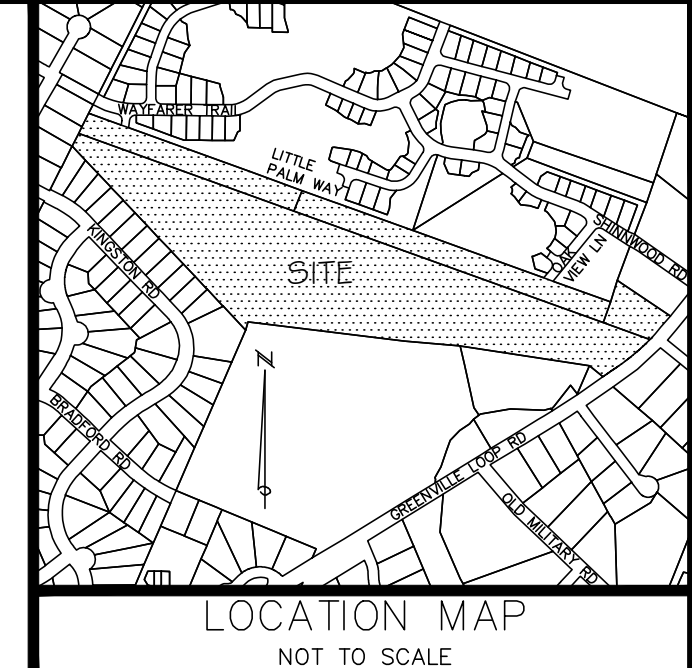 WAYFARER TRAIL
LITTLE
PALM WAY
SHINNWOOD RD
OAK
VIEW LN
KINGSTON RD
SITE
N
BRADFORD RD
GREENVILLE LOOP RD
OLD MILITARY RD
LOCATION MAP
NOT TO SCALE